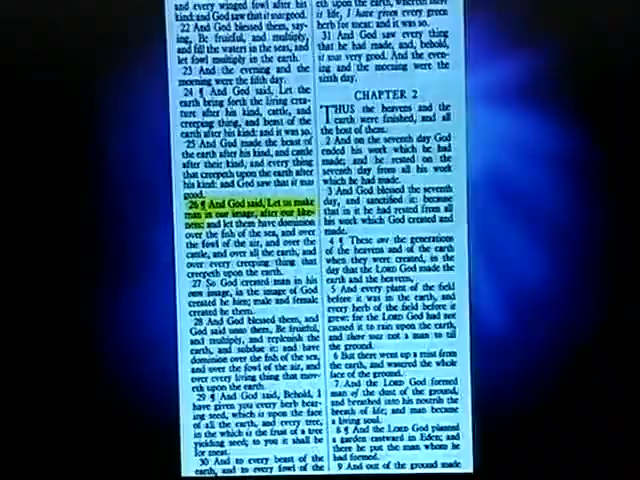 and every winged fowl after his
kind: and God saw that it was good.
22 And God blessed them, say-
ing, Be fruitful, and multiply,
and fill the waters in the seas, and
let fowl multiply in the earth.
23 And the evening and the
morning were the fifth day.
24 ¶ And God said, Let the
earth bring forth the living crea-
ture after his kind, cattle, and
creeping thing, and beast of the
earth after his kind: and it was so.
25 And God made the beast of
the earth after his kind, and cattle
after their kind, and every thing
that creepeth upon the earth after
his kind: and God saw that it was
good.
26 ¶ And God said, Let us make
man in our image, after our like-
ness: and let them have dominion
over the fish of the sea, and over
the fowl of the air, and over the
cattle, and over all the earth, and
over every creeping thing that
creepeth upon the earth.
27 So God created man in his
own image, in the image of God
created he him; male and female
created he them.
28 And God blessed them, and
God said unto them, Be fruitful,
and multiply, and replenish the
earth, and subdue it: and have
dominion over the fish of the sea,
and over the fowl of the air, and
over every living thing that mov-
eth upon the earth.
29 ¶ And God said, Behold, I
have given you every herb bear-
ing seed, which is upon the face
of all the earth, and every tree,
in the which is the fruit of a tree
yielding seed; to you it shall be
for meat.
30 And to every beast of the
earth, and to every fowl of the
eth upon the earth, wherein there
is life, I have given every green
herb for meat: and it was so.
31 And God saw every thing
that he had made, and, behold,
it was very good. And the even-
ing and the morning were the
sixth day.
CHAPTER 2
THUS the heavens and the
earth were finished, and all
the host of them.
2 And on the seventh day God
ended his work which he had
made; and he rested on the
seventh day from all his work
which he had made.
3 And God blessed the seventh
day, and sanctified it: because
that in it he had rested from all
his work which God created and
made.
4 ¶ These are the generations
of the heavens and of the earth
when they were created, in the
day that the LORD God made the
earth and the heavens,
5 And every plant of the field
before it was in the earth, and
every herb of the field before it
grew: for the LORD God had not
caused it to rain upon the earth,
and there was not a man to till
the ground.
6 But there went up a mist from
the earth, and watered the whole
face of the ground.
7 And the LORD God formed
man of the dust of the ground,
and breathed into his nostrils the
breath of life; and man became
a living soul.
8 ¶ And the LORD God planted
a garden eastward in Eden; and
there he put the man whom he
had formed.
9 And out of the ground made